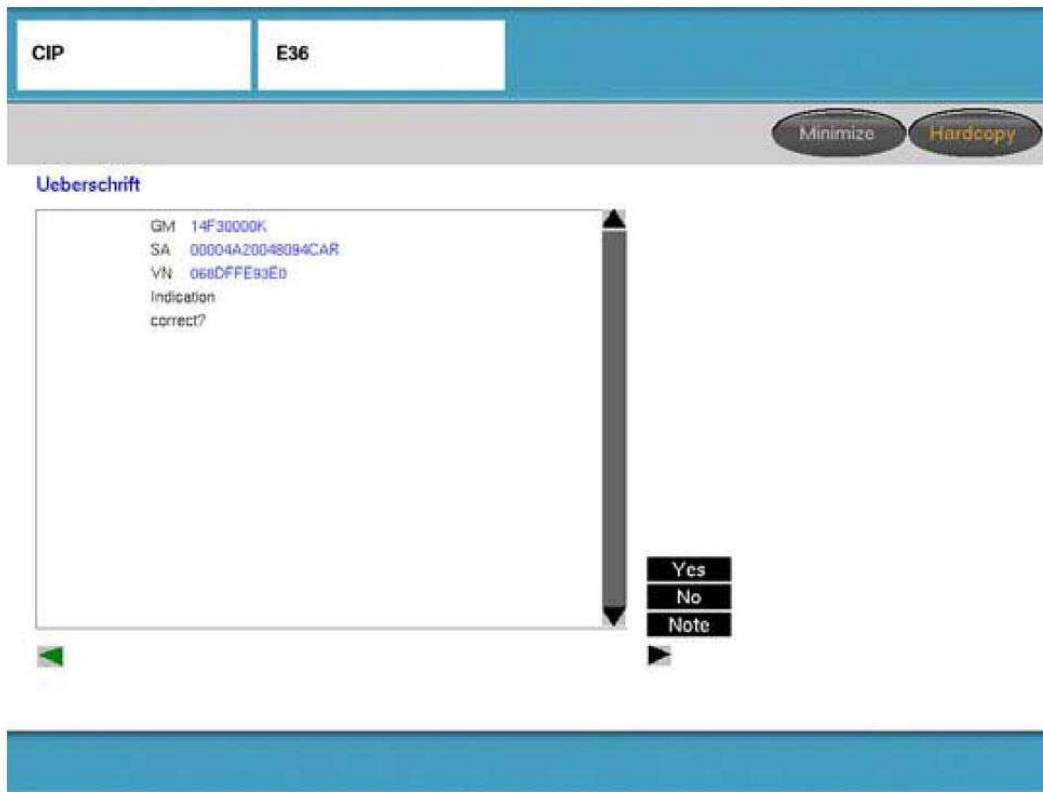 CIP
E36
Minimize
Hardcopy
Ueberschrift
GM 14F30000K
SA 00004A20048094CAR
VN 068DFFE93E0
Indication
correct?
Yes
No
Note